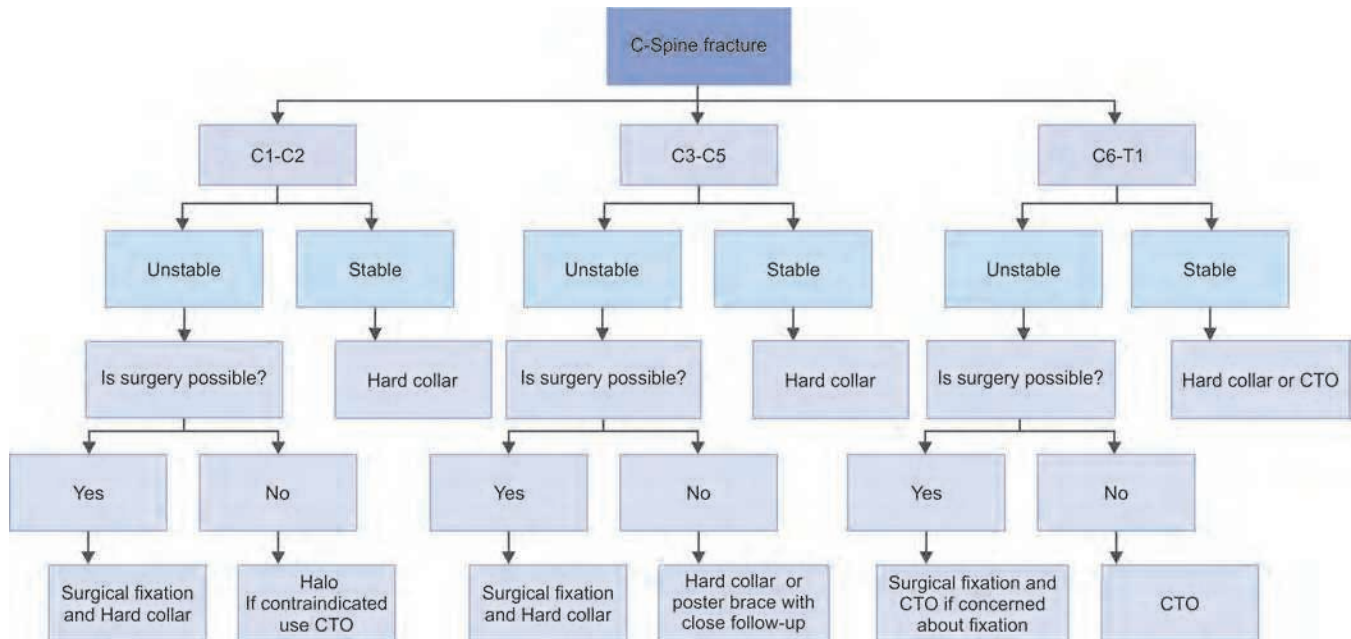 C-Spine fracture
C1-C2
C3-C5
C6-T1
Unstable
Stable
Unstable
Stable
Unstable
Stable
Is surgery possible?
Hard collar
Is surgery possible?
Hard collar
Is surgery possible?
Hard collar or CTO
Yes
No
Yes
No
Yes
No
Surgical fixation
and Hard collar
Halo
If contraindicated
use CTO
Surgical fixation
and Hard collar
Hard collar or
poster brace with
close follow-up
Surgical fixation and
CTO if concerned
about fixation
CTO